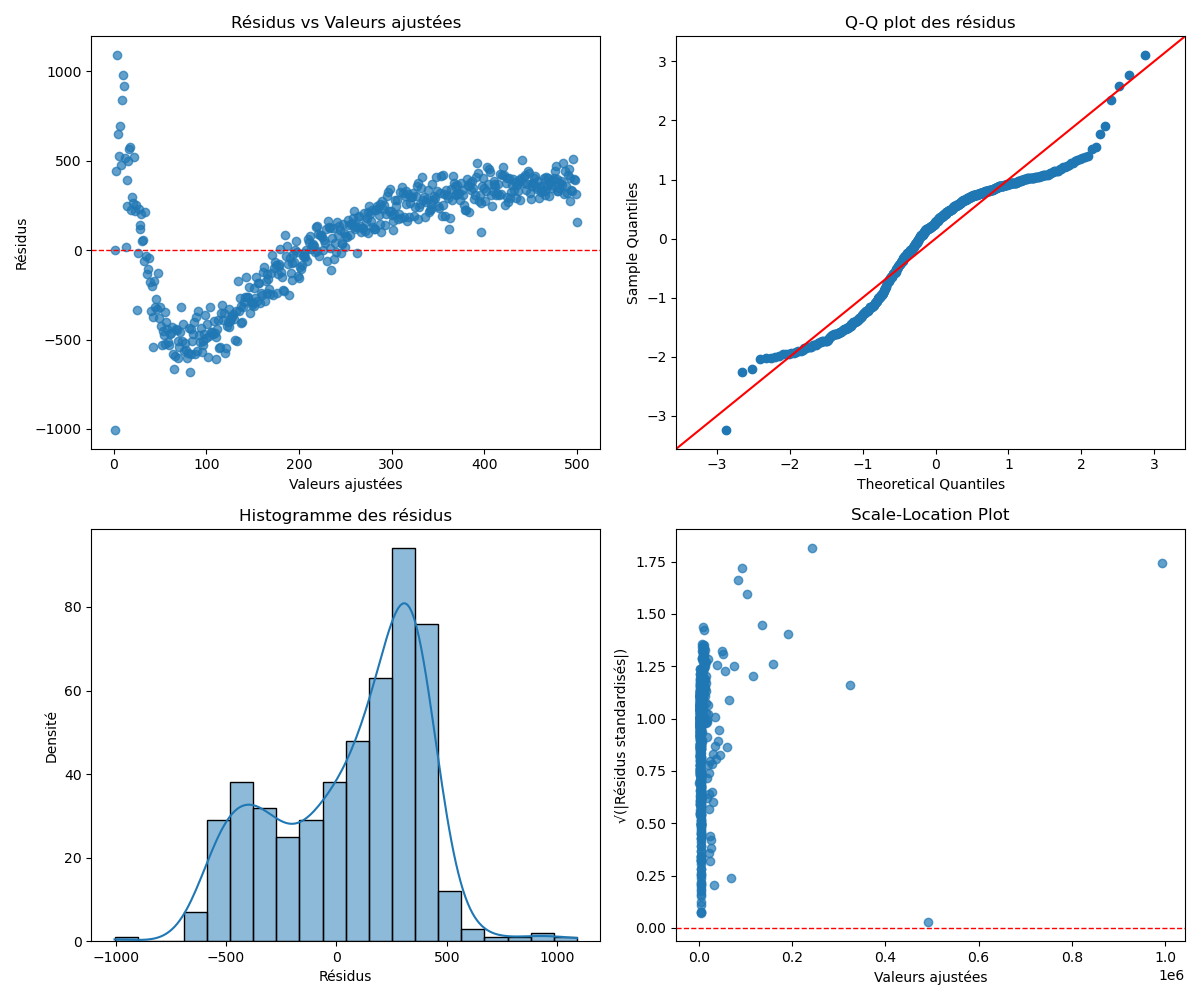 Résidus vs Valeurs ajustées
1000
500
0
−500
−1000
Résidus
0 100 200 300 400 500
Valeurs ajustées
Q-Q plot des résidus
3
2
1
0
−1
−2
−3
Sample Quantiles
−3 −2 −1 0 1 2 3
Theoretical Quantiles
Histogramme des résidus
80
60
40
20
0
Densité
−1000 −500 0 500 1000
Résidus
Scale-Location Plot
1.75
1.50
1.25
1.00
0.75
0.50
0.25
0.00
√(|Résidus standardisés|)
0.0 0.2 0.4 0.6 0.8 1.0
1e6
Valeurs ajustées